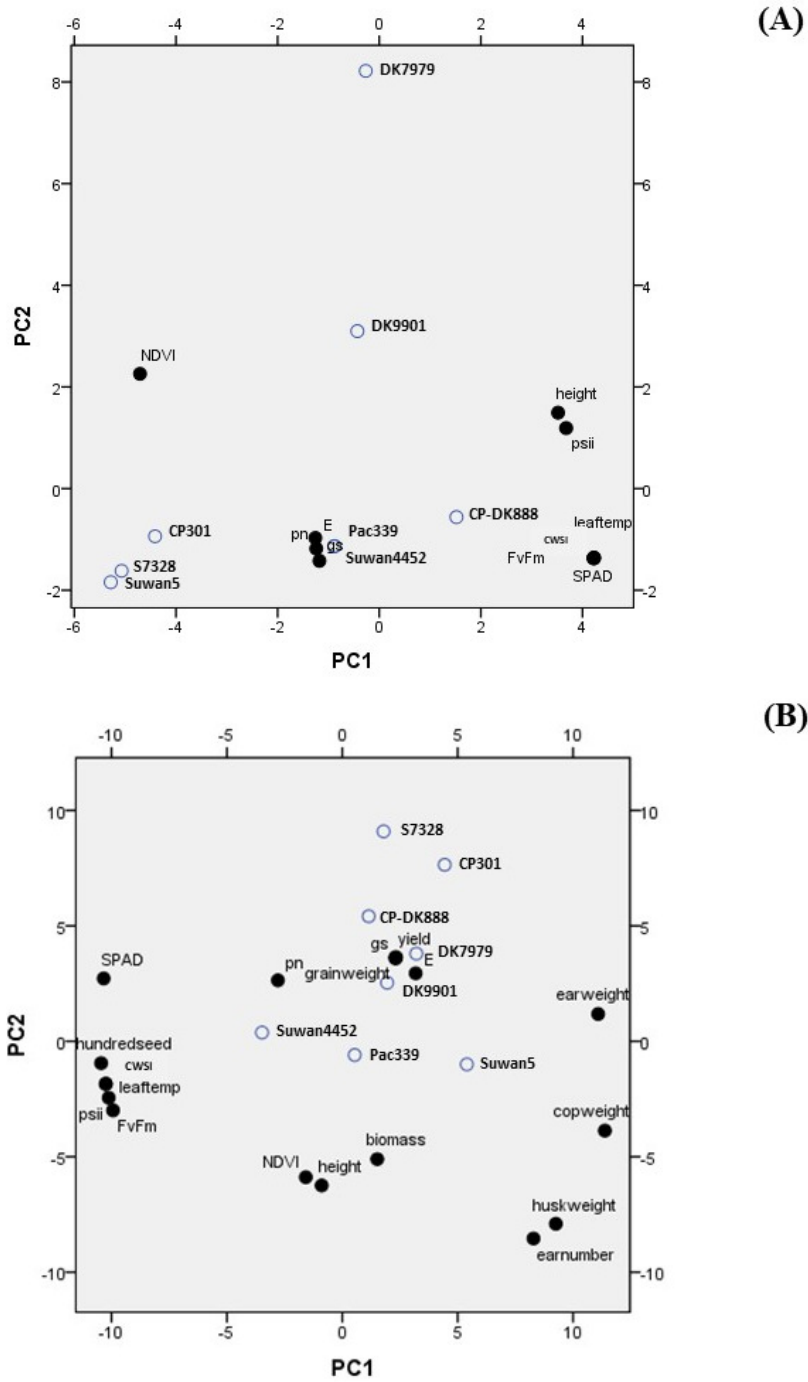 (A)
-6 -4 -2 0 2 4
DK7979
8
6
4
DK9901
NDVI
2
height
psii
0
CP-DK888
leaftemp
CP301
pn E Pac339
cwsi
gs
Suwan4452
FvFm
S7328
SPAD
Suwan5
-2
8
6
4
2
0
-2
-6 -4 -2 0 2 4
PC1
PC2
(B)
-10 -5 0 5 10
10
S7328
CP301
CP-DK888
5
gs yield
DK7979
SPAD
pn
E
grainweight
DK9901
earweight
Suwan4452
0
hundredseed
cwsi
Pac339
Suwan5
leaftemp
psii
FvFm
copweight
biomass
-5
NDVI height
huskweight
earnumber
-10
10
5
0
-5
-10
-10 -5 0 5 10
PC1
PC2